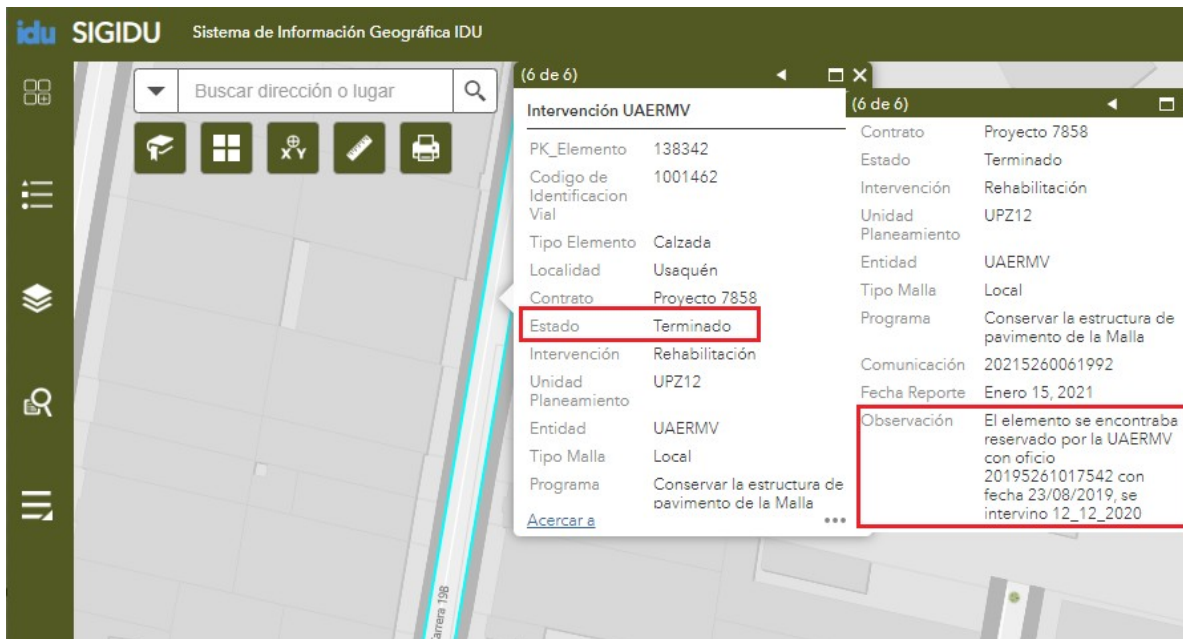 idu SIGIDU Sistema de Información Geográfica IDU
Buscar dirección o lugar
X Y
(6 de 6)
Intervención UAERMV
PK_Elemento 138342
Codigo de 1001462
Identificacion
Vial
Tipo Elemento Calzada
Localidad Usaquén
Contrato Proyecto 7858
Estado Terminado
Intervención Rehabilitación
Unidad UPZ12
Planeamiento
Entidad UAERMV
Tipo Malla Local
Programa Conservar la estructura de
pavimento de la Malla
Acercar a
(6 de 6)
Contrato Proyecto 7858
Estado Terminado
Intervención Rehabilitación
Unidad UPZ12
Planeamiento
Entidad UAERMV
Tipo Malla Local
Programa Conservar la estructura de
pavimento de la Malla
Comunicación 20215260061992
Fecha Reporte Enero 15, 2021
Observación El elemento se encontraba
reservado por la UAERMV
con oficio
20195261017542 con
fecha 23/08/2019, se
intervino 12_12_2020
arrera 19B